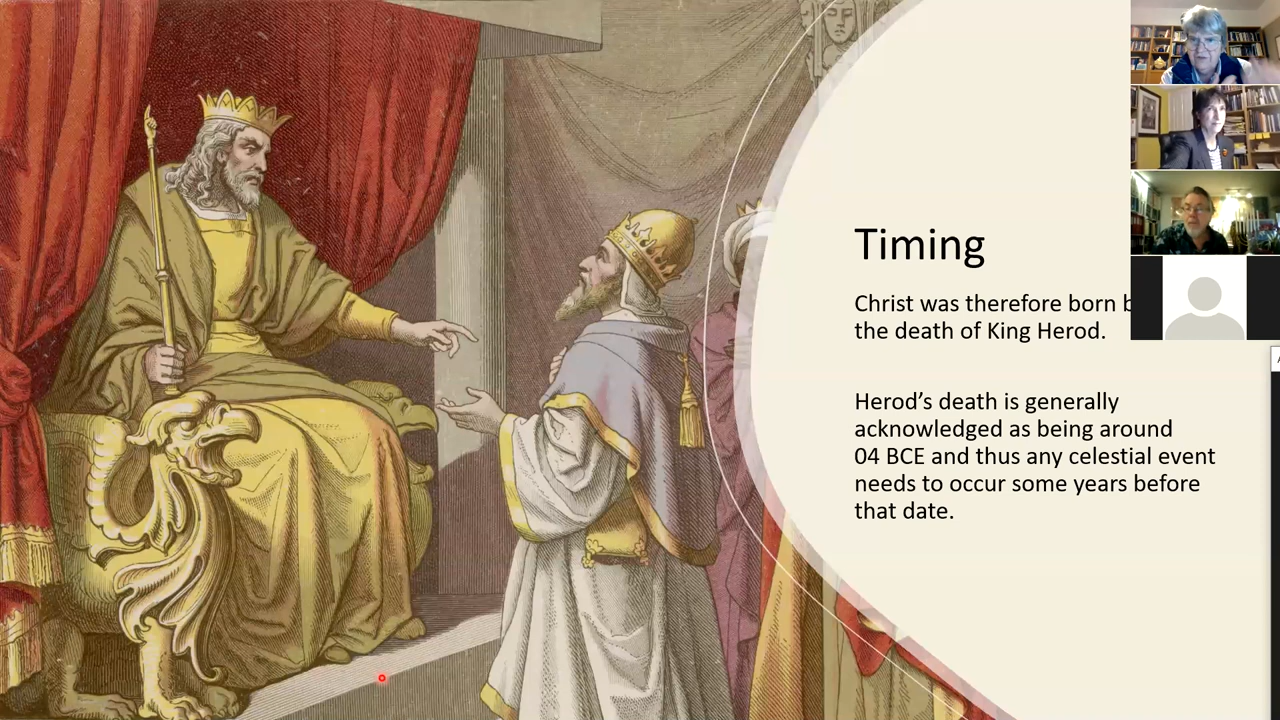 Timing
Christ was therefore born
the death of King Herod.
Herod’s death is generally
acknowledged as being around
04 BCE and thus any celestial event
needs to occur some years before
that date.